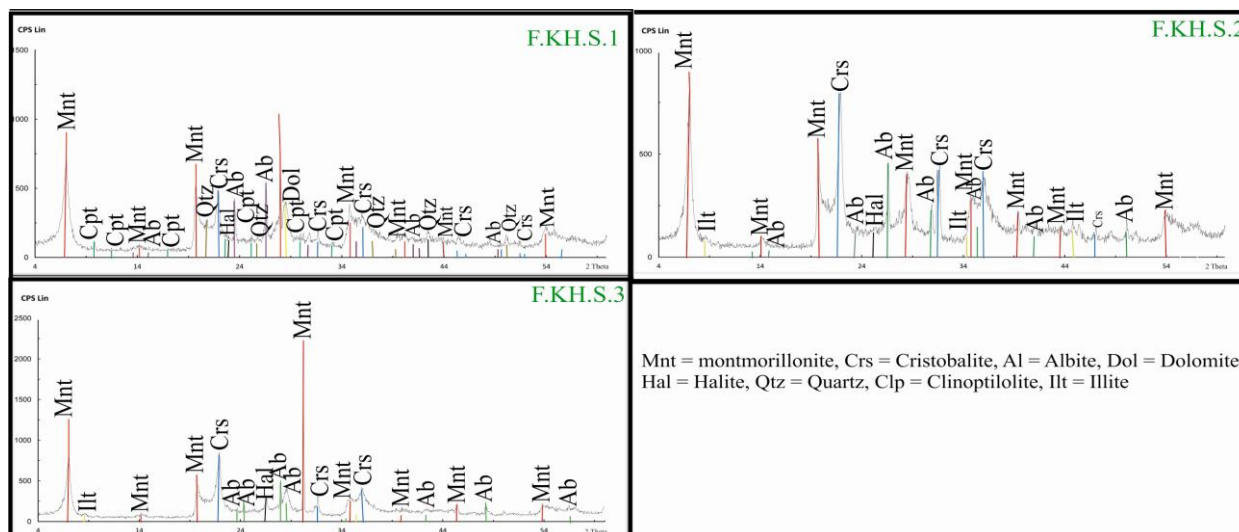 CPS Lin
F.KH.S.1
1500
1000
500
0
Mnt
Cpt
Cpt
Mnt
Ab
Cpt
Mnt
Qtz
Crs
Hal
Ab
Cpt
Qtz
Ab
Dol
Cpt
Crs
Cpt
Mnt
Crs
Qtz
Mnt
Ab
Qtz
Mnt
Crs
Ab
Qtz
Crs
Mnt
4 14 24 34 44 54 2 Theta
CPS Lin
F.KH.S.2
1000
500
0
Mnt
Ilt
Mnt
Ab
Mnt
Crs
Ab
Hal
Ab
Mnt
Ab
Crs
Ilt
Mnt
Crs
Mnt
Ab
Mnt
Ilt
Crs
Ab
Mnt
4 14 24 34 44 54 2 Theta
CPS Lin
F.KH.S.3
2500
2000
1500
1000
500
0
Mnt
Ilt
Mnt
Mnt
Crs
Ab
Ab
Hal
Ab
Ab
Mnt
Crs
Mnt
Crs
Mnt
Ab
Mnt
Ab
Mnt
Ab
4 14 24 34 44 54 2 Theta
Mnt = montmorillonite, Crs = Cristobalite, Al = Albite, Dol = Dolomite
Hal = Halite, Qtz = Quartz, Clp = Clinoptilolite, Ilt = Illite